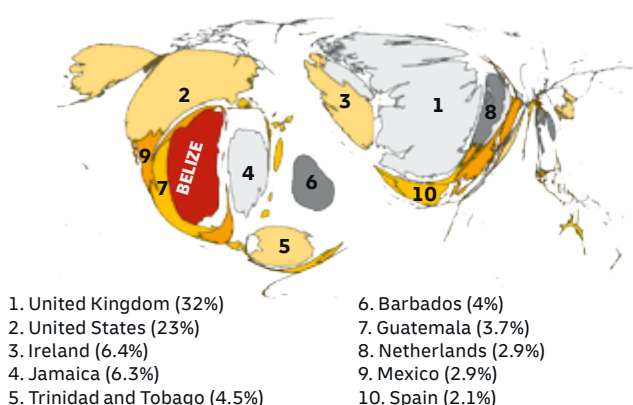 2
3
1
8
9
BELIZE
7
4
6
10
5
1. United Kingdom (32%)
2. United States (23%)
3. Ireland (6.4%)
4. Jamaica (6.3%)
5. Trinidad and Tobago (4.5%)
6. Barbados (4%)
7. Guatemala (3.7%)
8. Netherlands (2.9%)
9. Mexico (2.9%)
10. Spain (2.1%)